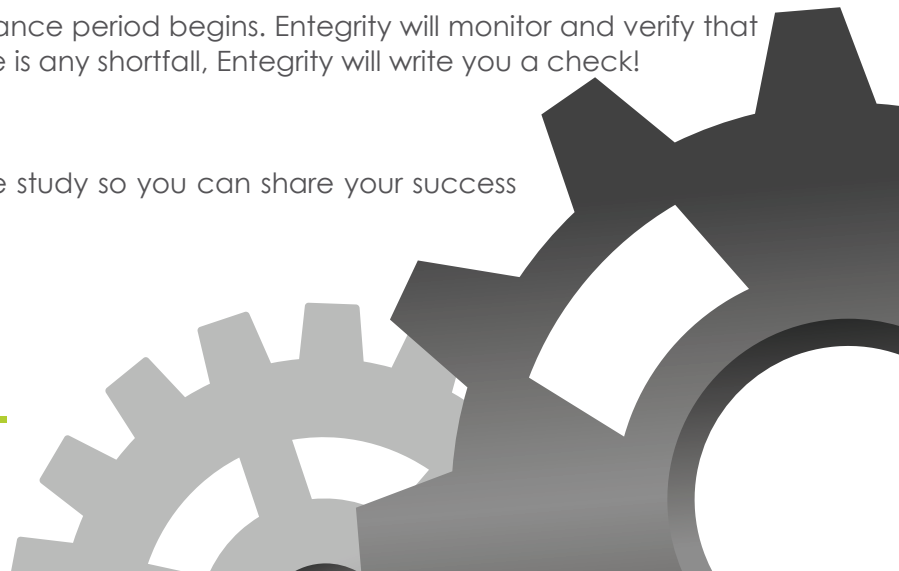 ance period begins. Entegrity will monitor and verify that
e is any shortfall, Entegrity will write you a check!
e study so you can share your success